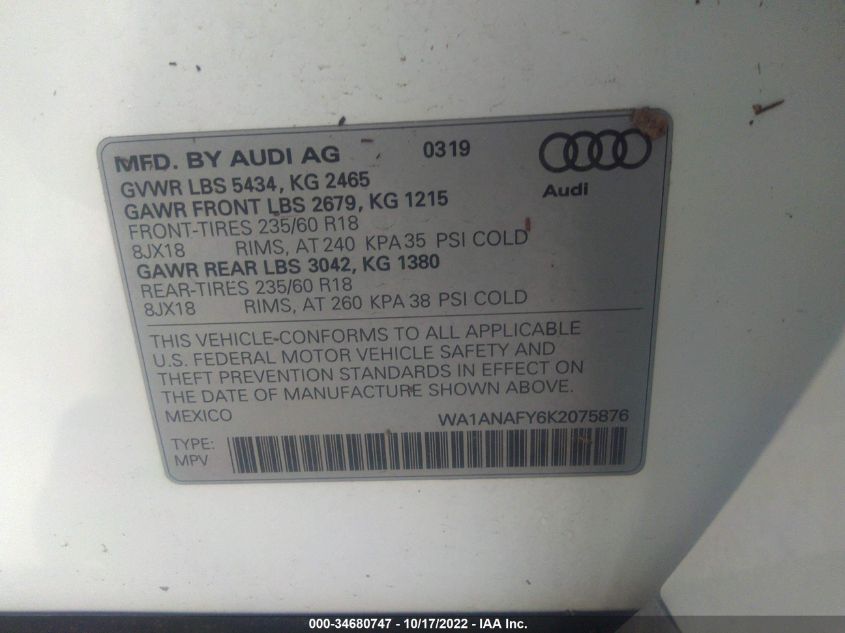 MFD. BY AUDI AG 0319
Audi
GVWR LBS 5434, KG 2465
GAWR FRONT LBS 2679, KG 1215
FRONT-TIRES 235/60 R18
8JX18 RIMS, AT 240 KPA 35 PSI COLD
GAWR REAR LBS 3042, KG 1380
REAR-TIRES 235/60 R18
8JX18 RIMS, AT 260 KPA 38 PSI COLD
THIS VEHICLE-CONFORMS TO ALL APPLICABLE
U.S. FEDERAL MOTOR VEHICLE SAFETY AND
THEFT PREVENTION STANDARDS IN EFFECT ON
THE DATE OF MANUFACTURE SHOWN ABOVE.
MEXICO WA1ANAFY6K2075876
TYPE:
MPV
000-34680747 - 10/17/2022 - IAA Inc.